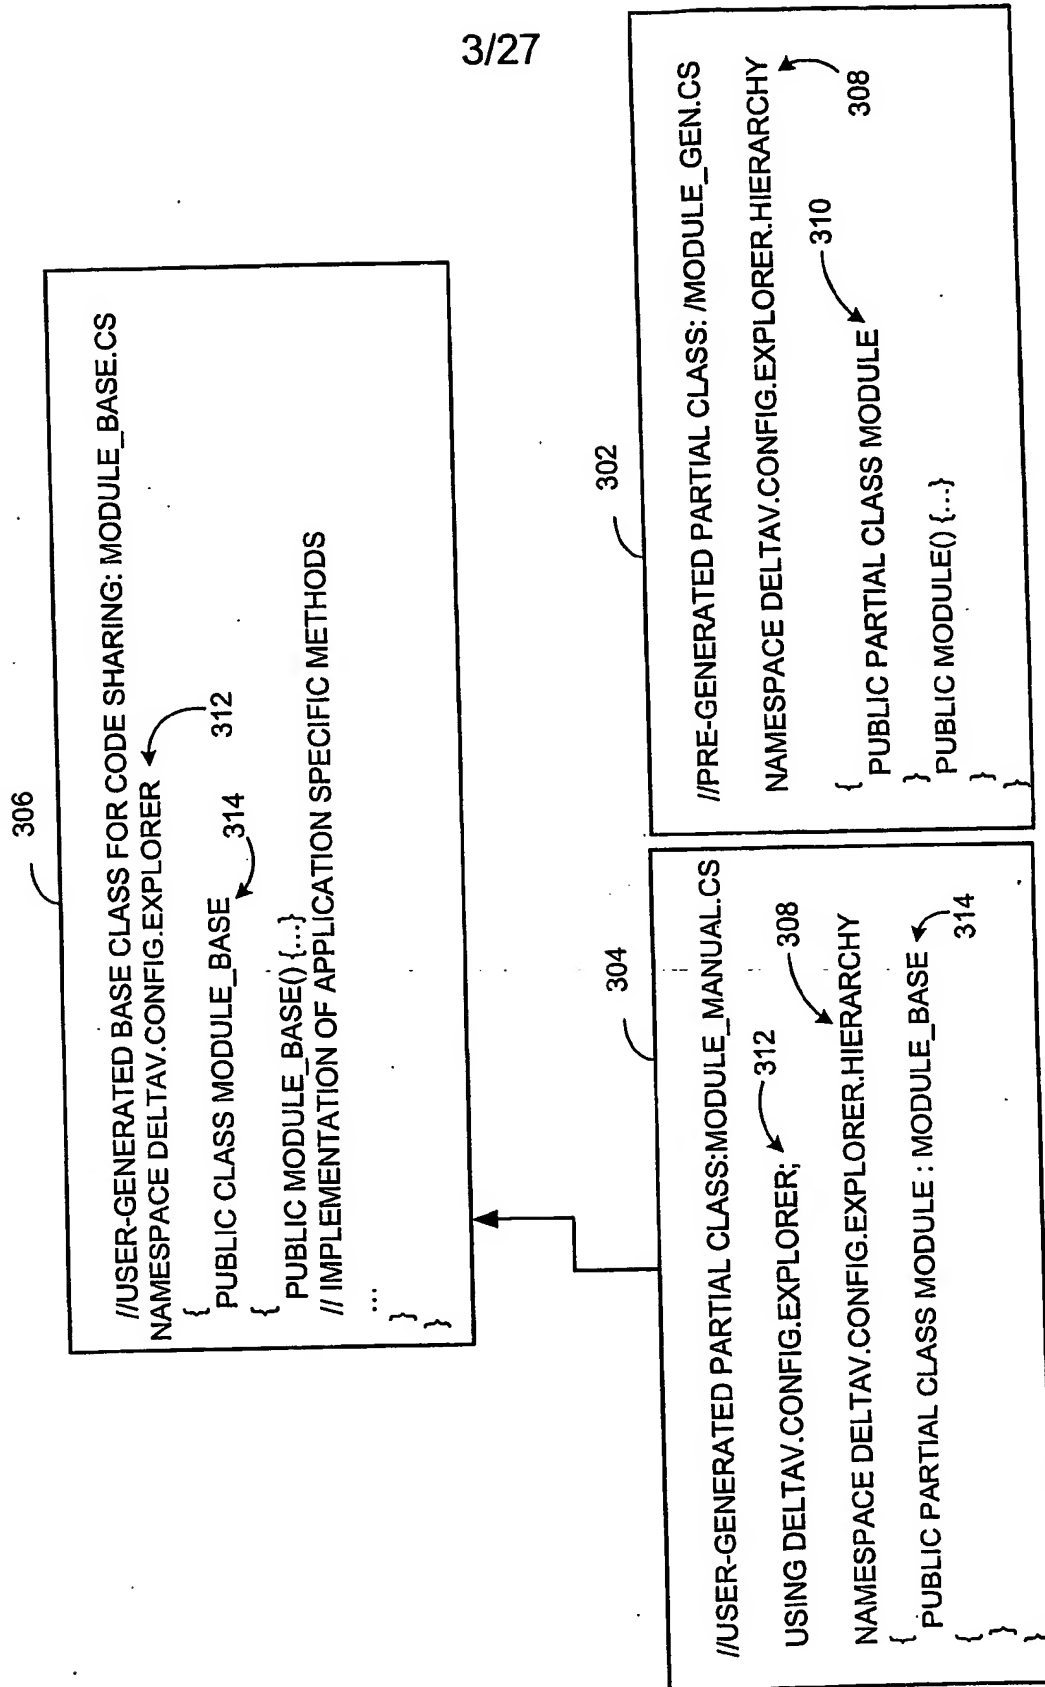 3/27
306
//USER-GENERATED BASE CLASS FOR CODE SHARING: MODULE_BASE.CS
NAMESPACE DELTAV.CONFIG.EXPLORER
312
{
PUBLIC CLASS MODULE_BASE
314
{
PUBLIC MODULE_BASE() {...}
// IMPLEMENTATION OF APPLICATION SPECIFIC METHODS
...
}
}
304
//USER-GENERATED PARTIAL CLASS:MODULE_MANUAL.CS
USING DELTAV.CONFIG.EXPLORER;
312
308
NAMESPACE DELTAV.CONFIG.EXPLORER.HIERARCHY
{
PUBLIC PARTIAL CLASS MODULE : MODULE_BASE
314
{
}
}
302
//PRE-GENERATED PARTIAL CLASS: /MODULE_GEN.CS
NAMESPACE DELTAV.CONFIG.EXPLORER.HIERARCHY
308
310
{
PUBLIC PARTIAL CLASS MODULE
}
PUBLIC MODULE() {...}
}
}